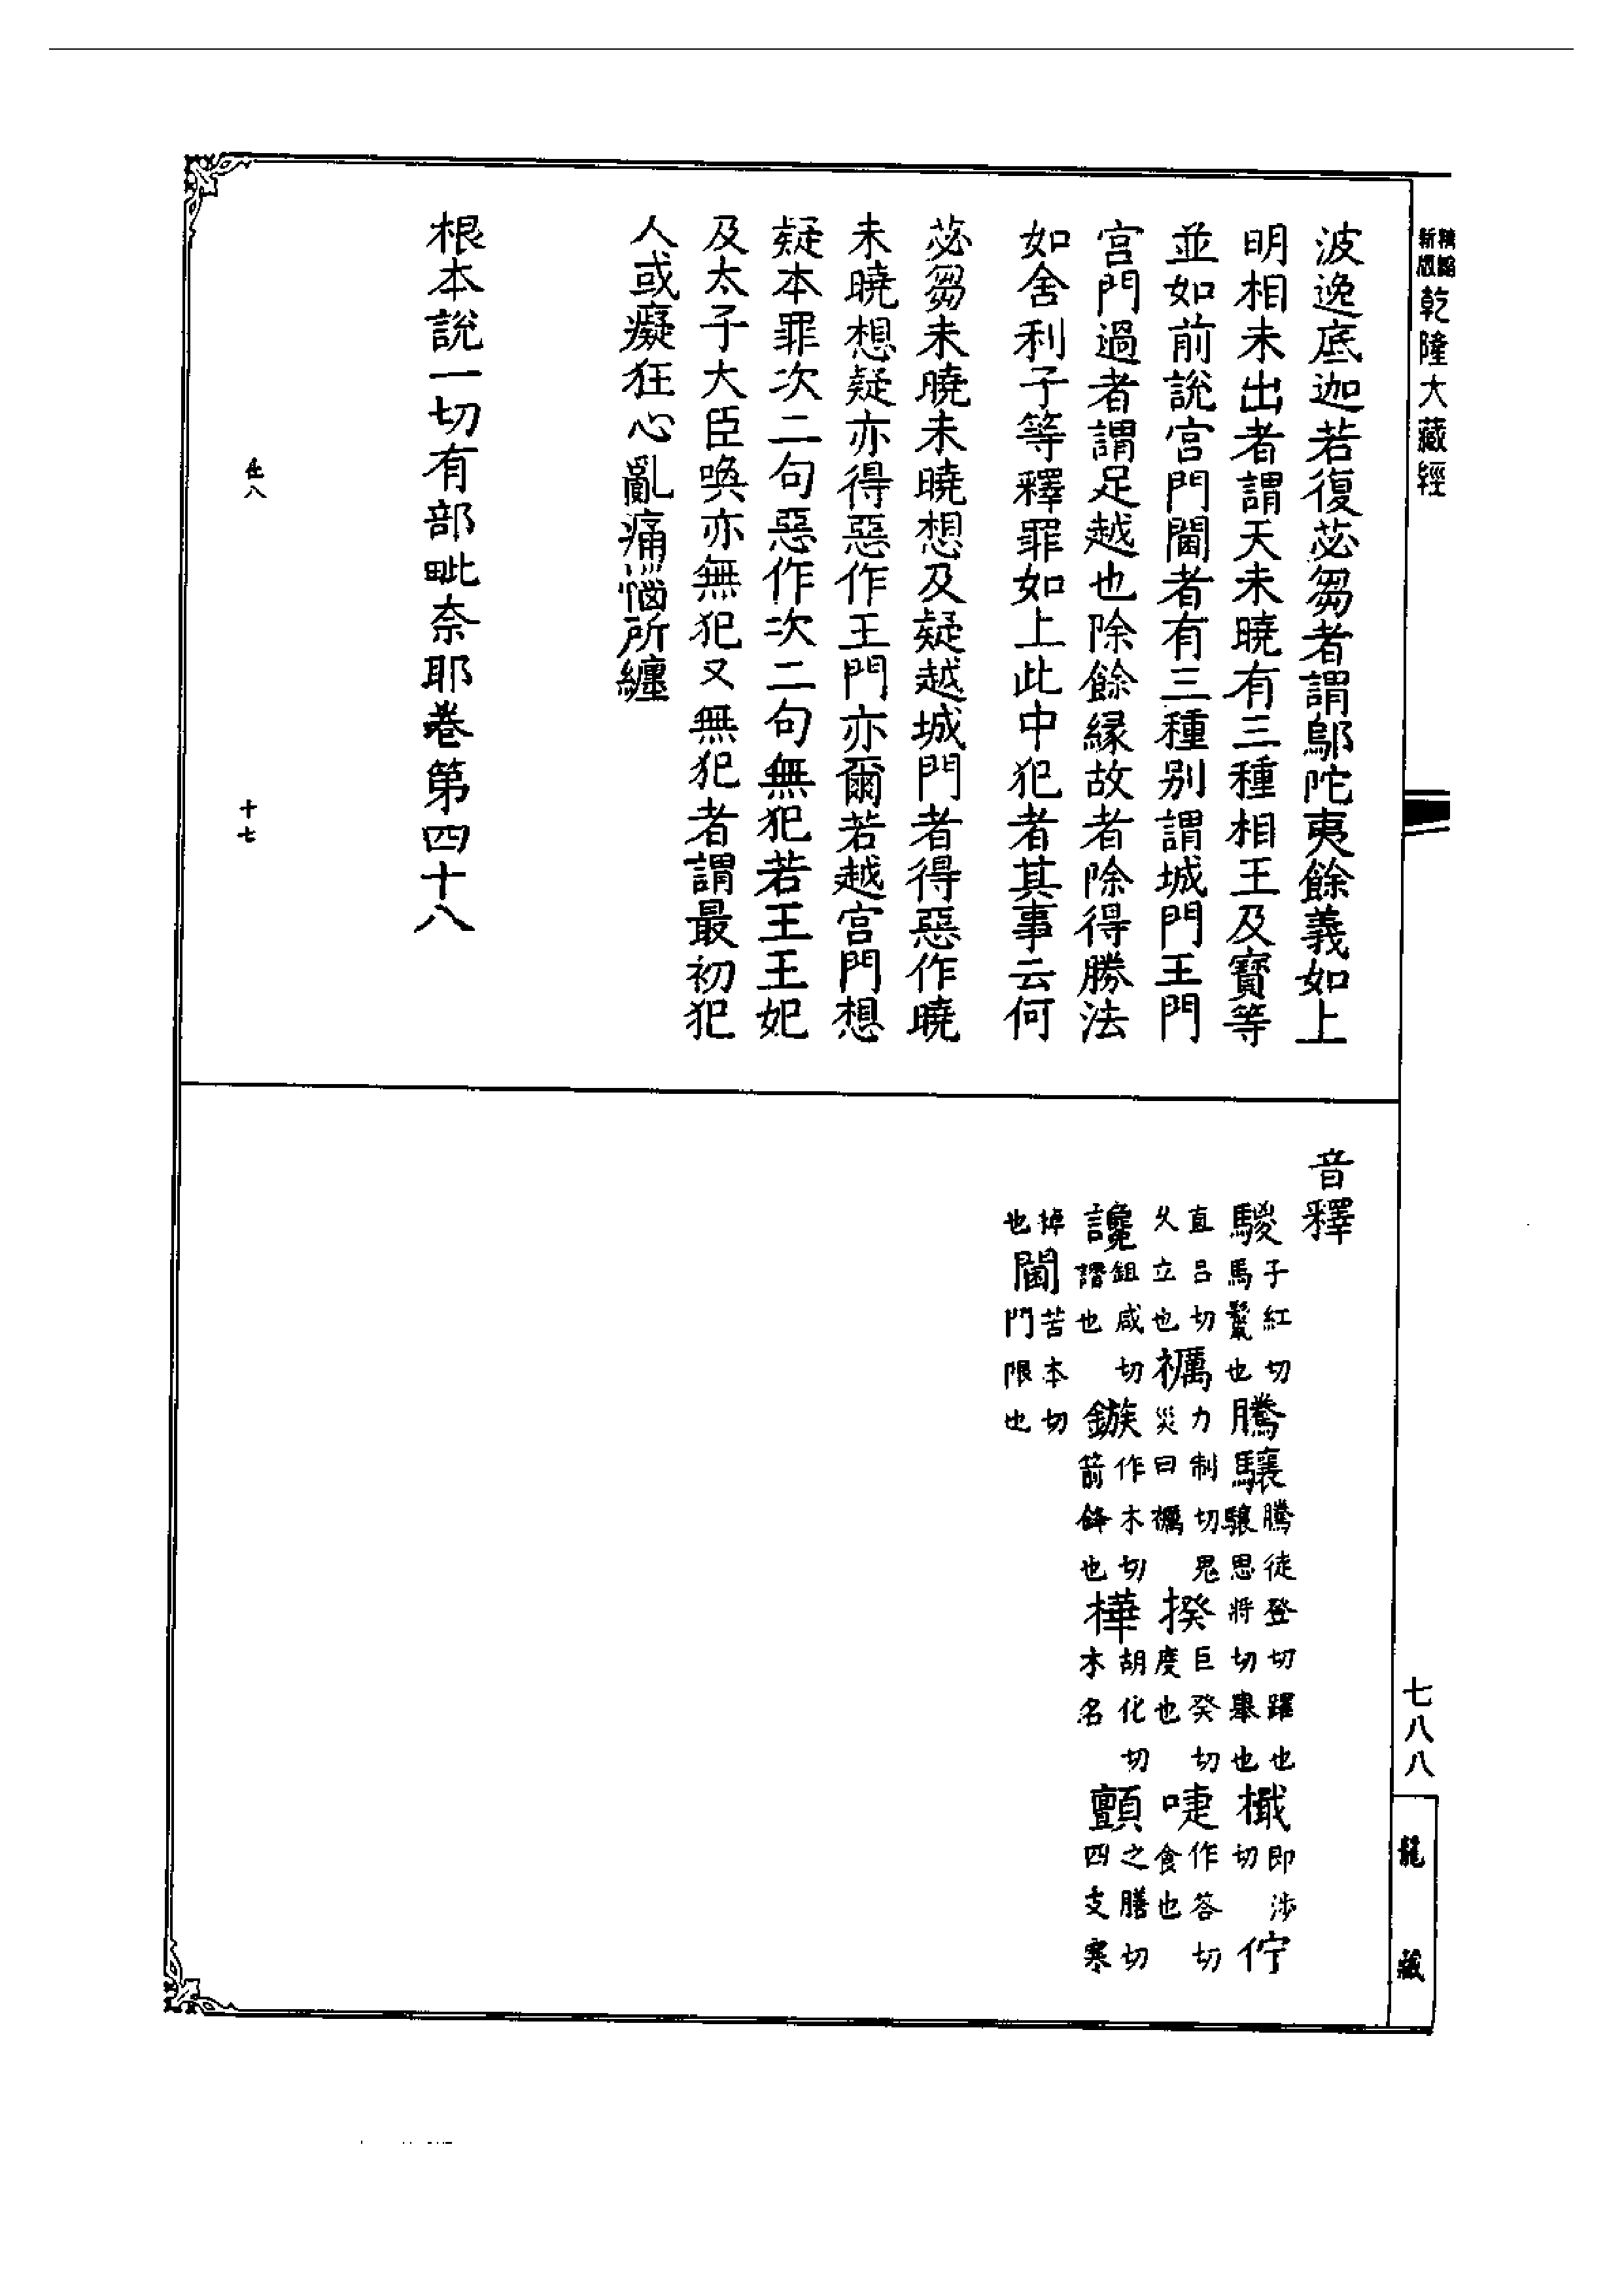 精縮
新版
乾隆大藏經
波逸底迦若復苾芻者謂鄔陀夷餘義如上
明相未出者謂天未曉有三種相王及寶等
並如前說宮門閫者有三種別謂城門王門
宮門過者謂足越也除餘緣故者除得勝法
如舍利子等釋罪如上此中犯者其事云何
苾芻未曉未曉想及疑越城門者得惡作曉
未曉想疑亦得惡作王門亦爾若越宮門想
疑本罪次二句惡作次二句無犯若王王妃
及太子大臣喚亦無犯又無犯者謂最初犯
人或癡狂心亂痛惱所纏
根本說一切有部毗奈耶卷第四十八
十七
音釋
騣子紅切馬鬣也騰驤騰徒登切躍也驤思將切舉也檝即涉切佇
直呂切久立也禲力制切鬼災曰禲揆巨癸切度也啑作答切食也
讒鉏咸切譖也鏃作木切箭鋒也樺胡化切木名顫之膳切四支寒
掉也閫苦本切門限也
七八八
龍藏